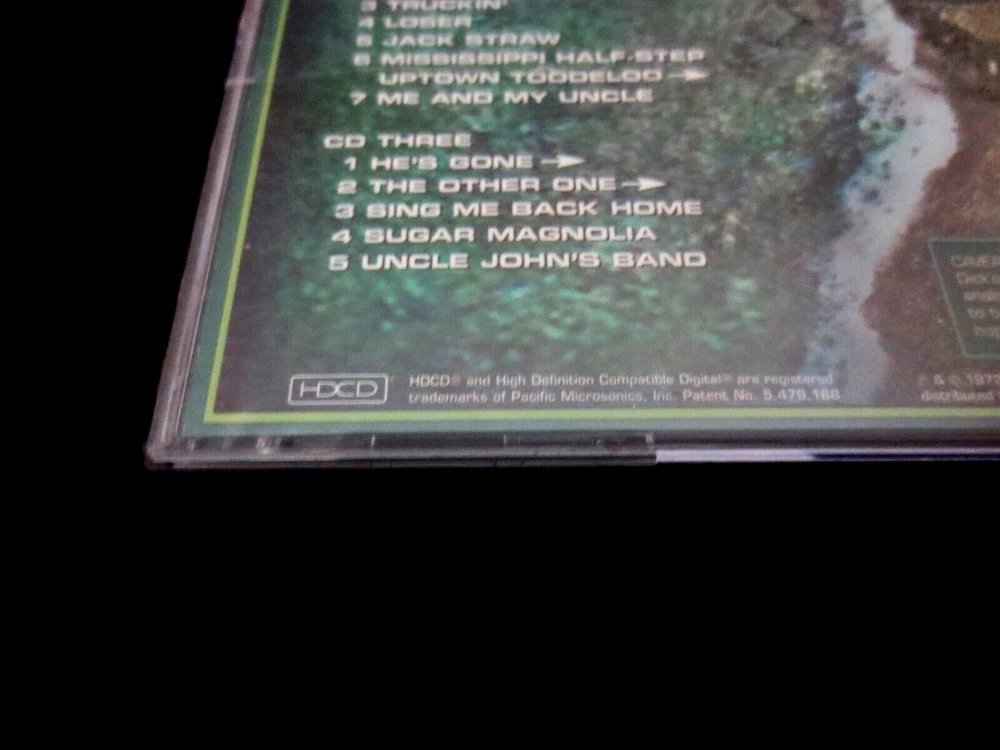 3 TRUCKIN'
4 LOSER
5 JACK STRAW
6 MISSISSIPPI HALF-STEP
UPTOWN TOODELOO →
7 ME AND MY UNCLE
CD THREE
1 HE'S GONE →
2 THE OTHER ONE →
3 SING ME BACK HOME
4 SUGAR MAGNOLIA
5 UNCLE JOHN'S BAND
HDCD
HDCD® and High Definition Compatible Digital™ are registered
trademarks of Pacific Microsonics, Inc. Patent No. 5,479,168
distributed